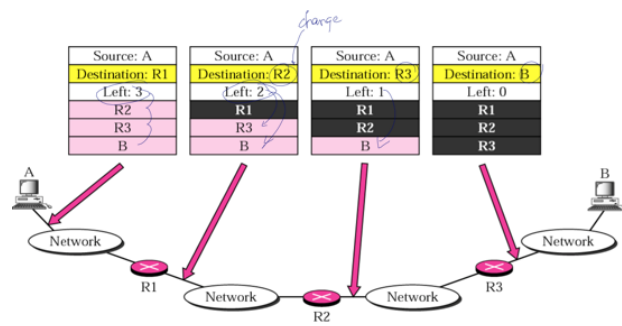 change
Source: A
Destination: R1
Left: 3
R2
R3
B
Source: A
Destination: R2
Left: 2
R1
R3
B
Source: A
Destination: R3
Left: 1
R1
R2
B
Source: A
Destination: B
Left: 0
R1
R2
R3
A
B
Network
Network
R1
R3
Network
Network
R2